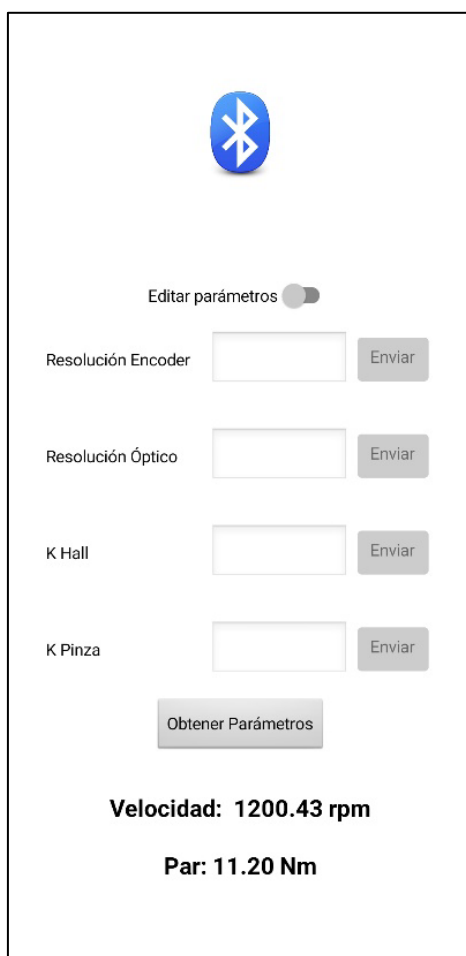 Editar parámetros
Resolución Encoder Enviar
Resolución Óptico Enviar
K Hall Enviar
K Pinza Enviar
Obtener Parámetros
Velocidad: 1200.43 rpm
Par: 11.20 Nm